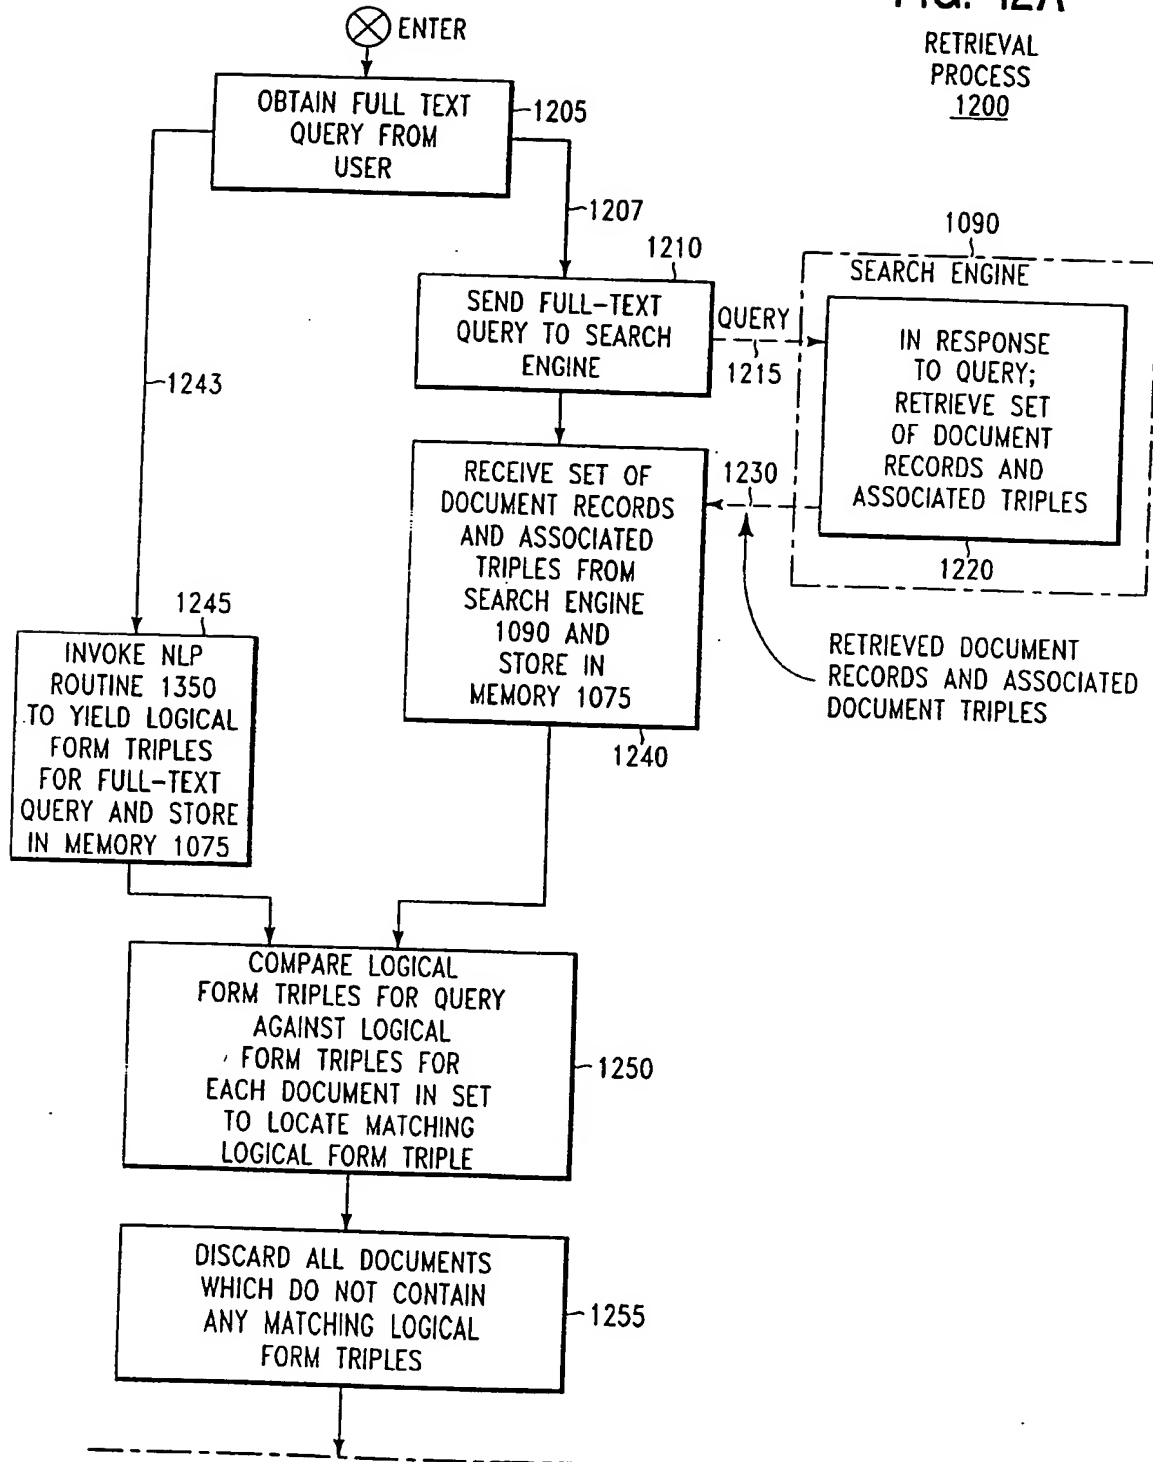 FIG. 12A
RETRIEVAL
PROCESS
1200
ENTER
OBTAIN FULL TEXT
QUERY FROM
USER
1205
1207
1243
1210
SEND FULL-TEXT
QUERY TO SEARCH
ENGINE
QUERY
1215
1090
SEARCH ENGINE
IN RESPONSE
TO QUERY;
RETRIEVE SET
OF DOCUMENT
RECORDS AND
ASSOCIATED TRIPLES
1220
1230
RECEIVE SET OF
DOCUMENT RECORDS
AND ASSOCIATED
TRIPLES FROM
SEARCH ENGINE
1090 AND
STORE IN
MEMORY 1075
1240
RETRIEVED DOCUMENT
RECORDS AND ASSOCIATED
DOCUMENT TRIPLES
1245
INVOKE NLP
ROUTINE 1350
TO YIELD LOGICAL
FORM TRIPLES
FOR FULL-TEXT
QUERY AND STORE
IN MEMORY 1075
COMPARE LOGICAL
FORM TRIPLES FOR QUERY
AGAINST LOGICAL
FORM TRIPLES FOR
EACH DOCUMENT IN SET
TO LOCATE MATCHING
LOGICAL FORM TRIPLE
1250
DISCARD ALL DOCUMENTS
WHICH DO NOT CONTAIN
ANY MATCHING LOGICAL
FORM TRIPLES
1255